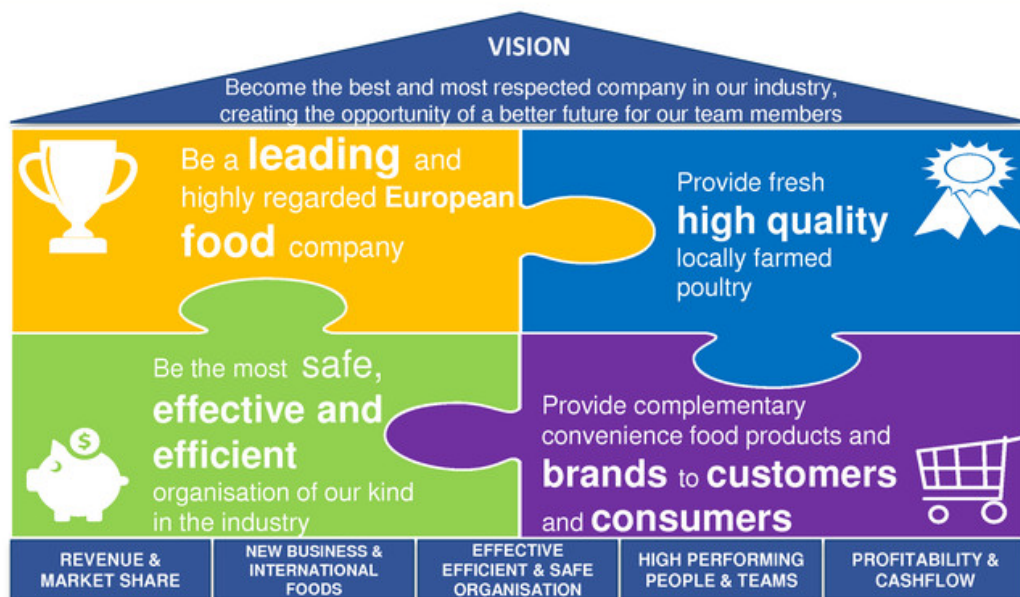 VISION
Become the best and most respected company in our industry,
creating the opportunity of a better future for our team members
Be a leading and
highly regarded European
food company
Provide fresh
high quality
locally farmed
poultry
Be the most safe,
effective and
efficient
organisation of our kind
in the industry
$
Provide complementary
convenience food products and
brands to customers
and consumers
REVENUE &
MARKET SHARE
NEW BUSINESS &
INTERNATIONAL
FOODS
EFFECTIVE
EFFICIENT & SAFE
ORGANISATION
HIGH PERFORMING
PEOPLE & TEAMS
PROFITABILITY &
CASHFLOW